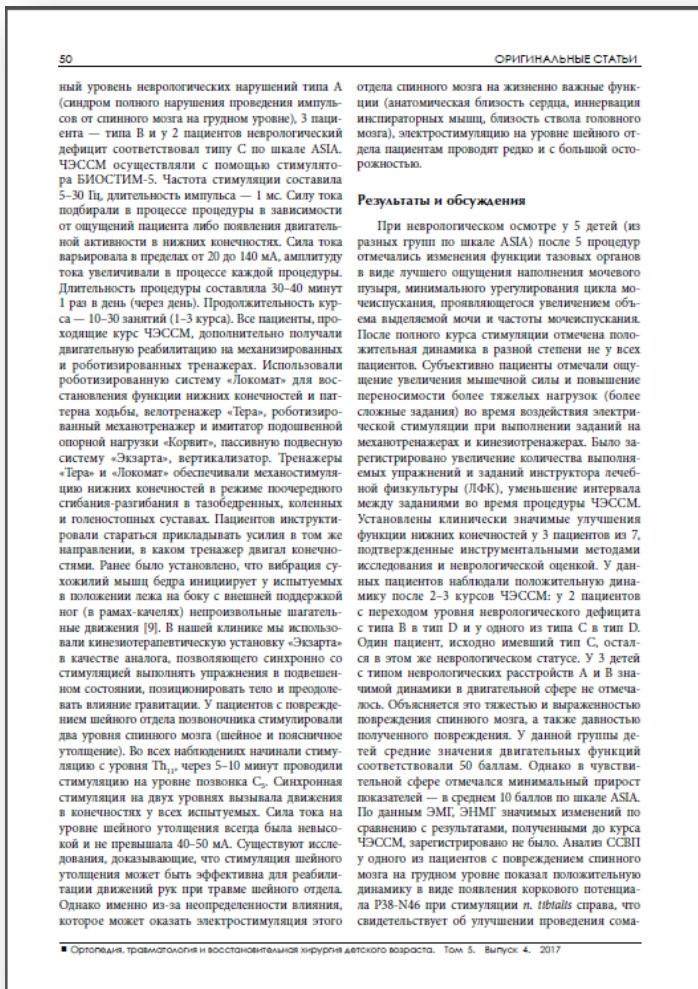 50
ОРИГИНАЛЬНЫЕ СТАТЬИ
ный уровень неврологических нарушений типа А
(синдром полного нарушения проведения импуль-
сов от спинного мозга на грудном уровне), 3 паци-
ента — типа В и у 2 пациентов неврологический
дефицит соответствовал типу С по шкале ASIA.
ЧЭССМ осуществляли с помощью стимулято-
ра БИОСТИМ-5. Частота стимуляции составила
5–30 Гц, длительность импульса — 1 мс. Силу тока
подбирали в процессе процедуры в зависимости
от ощущений пациента либо появления двигатель-
ной активности в нижних конечностях. Сила тока
варьировала в пределах от 20 до 140 мА, амплитуду
тока увеличивали в процессе каждой процедуры.
Длительность процедуры составляла 30–40 минут
1 раз в день (через день). Продолжительность кур-
са — 10–30 занятий (1–3 курса). Все пациенты, про-
ходящие курс ЧЭССМ, дополнительно получали
двигательную реабилитацию на механизированных
и роботизированных тренажерах. Использовали
роботизированную систему «Локомат» для вос-
становления функции нижних конечностей и пат-
терна ходьбы, велотренажер «Тера», роботизиро-
ванный механотренажер и имитатор подошвенной
опорной нагрузки «Корвит», пассивную подвесную
систему «Экзарта», вертикализатор. Тренажеры
«Тера» и «Локомат» обеспечивали механостимуля-
цию нижних конечностей в режиме поочередного
сгибания-разгибания в тазобедренных, коленных
и голеностопных суставах. Пациентов инструкти-
ровали стараться прикладывать усилия в том же
направлении, в каком тренажер двигал конечно-
стями. Ранее было установлено, что вибрация су-
хожилий мышц бедра инициирует у испытуемых
в положении лежа на боку с внешней поддержкой
ног (в рамах-качелях) непроизвольные шагатель-
ные движения [9]. В нашей клинике мы использо-
вали кинезиотерапевтическую установку «Экзарта»
в качестве аналога, позволяющего синхронно со
стимуляцией выполнять упражнения в подвешен-
ном состоянии, позиционировать тело и преодоле-
вать влияние гравитации. У пациентов с поврежде-
нием шейного отдела позвоночника стимулировали
два уровня спинного мозга (шейное и поясничное
утолщение). Во всех наблюдениях начинали стиму-
ляцию с уровня Th11, через 5–10 минут проводили
стимуляцию на уровне позвонка C5. Синхронная
стимуляция на двух уровнях вызывала движения
в конечностях у всех испытуемых. Сила тока на
уровне шейного утолщения всегда была невысо-
кой и не превышала 40–50 мА. Существуют иссле-
дования, доказывающие, что стимуляция шейного
утолщения может быть эффективна для реабили-
тации движений рук при травме шейного отдела.
Однако именно из-за неопределенности влияния,
которое может оказать электростимуляция этого
отдела спинного мозга на жизненно важные функ-
ции (анатомическая близость сердца, иннервация
инспираторных мышц, близость ствола головного
мозга), электростимуляцию на уровне шейного от-
дела пациентам проводят редко и с большой осто-
рожностью.
Результаты и обсуждения
При неврологическом осмотре у 5 детей (из
разных групп по шкале ASIA) после 5 процедур
отмечались изменения функции тазовых органов
в виде лучшего ощущения наполнения мочевого
пузыря, минимального урегулирования цикла мо-
чеиспускания, проявляющегося увеличением объ-
ема выделяемой мочи и частоты мочеиспускания.
После полного курса стимуляции отмечена поло-
жительная динамика в разной степени не у всех
пациентов. Субъективно пациенты отмечали ощу-
щение увеличения мышечной силы и повышение
переносимости более тяжелых нагрузок (более
сложные задания) во время воздействия электри-
ческой стимуляции при выполнении заданий на
механотренажерах и кинезиотренажерах. Было за-
регистрировано увеличение количества выполня-
емых упражнений и заданий инструктора лечеб-
ной физкультуры (ЛФК), уменьшение интервала
между заданиями во время процедуры ЧЭССМ.
Установлены клинически значимые улучшения
функции нижних конечностей у 3 пациентов из 7,
подтвержденные инструментальными методами
исследования и неврологической оценкой. У дан-
ных пациентов наблюдали положительную дина-
мику после 2–3 курсов ЧЭССМ: у 2 пациентов
с переходом уровня неврологического дефицита
с типа В в тип D и у одного из типа С в тип D.
Один пациент, исходно имевший тип С, остал-
ся в этом же неврологическом статусе. У 3 детей
с типом неврологических расстройств А и В зна-
чимой динамики в двигательной сфере не отмеча-
лось. Объясняется это тяжестью и выраженностью
повреждения спинного мозга, а также давностью
полученного повреждения. У данной группы де-
тей средние значения двигательных функций
соответствовали 50 баллам. Однако в чувстви-
тельной сфере отмечался минимальный прирост
показателей — в среднем 10 баллов по шкале ASIA.
По данным ЭМГ, ЭНМГ значимых изменений по
сравнению с результатами, полученными до курса
ЧЭССМ, зарегистрировано не было. Анализ ССВП
у одного из пациентов с повреждением спинного
мозга на грудном уровне показал положительную
динамику в виде появления коркового потенциа-
ла P38-N46 при стимуляции n. tibialis справа, что
свидетельствует об улучшении проведения сома-
■ Ортопедия, травматология и восстановительная хирургия детского возраста. Том 5. Выпуск 4. 2017